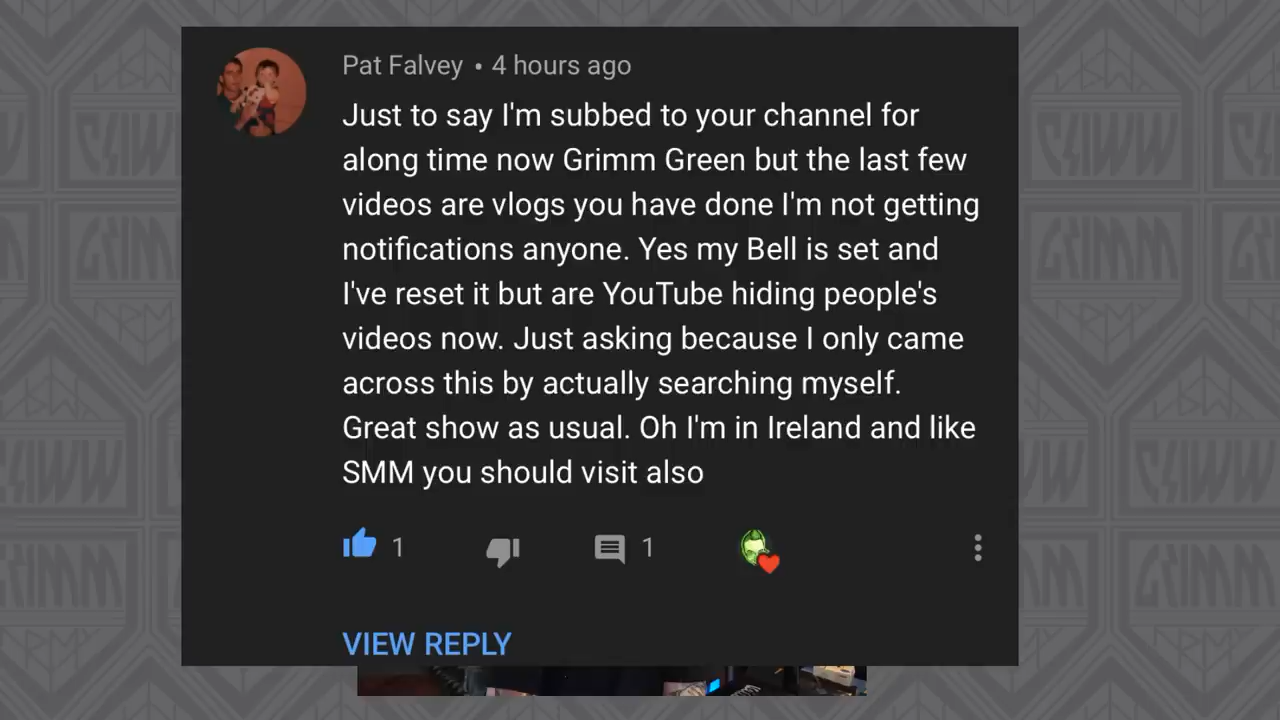 Pat Falvey • 4 hours ago
Just to say I'm subbed to your channel for
along time now Grimm Green but the last few
videos are vlogs you have done I'm not getting
notifications anyone. Yes my Bell is set and
I've reset it but are YouTube hiding people's
videos now. Just asking because I only came
across this by actually searching myself.
Great show as usual. Oh I'm in Ireland and like
SMM you should visit also
1
1
VIEW REPLY